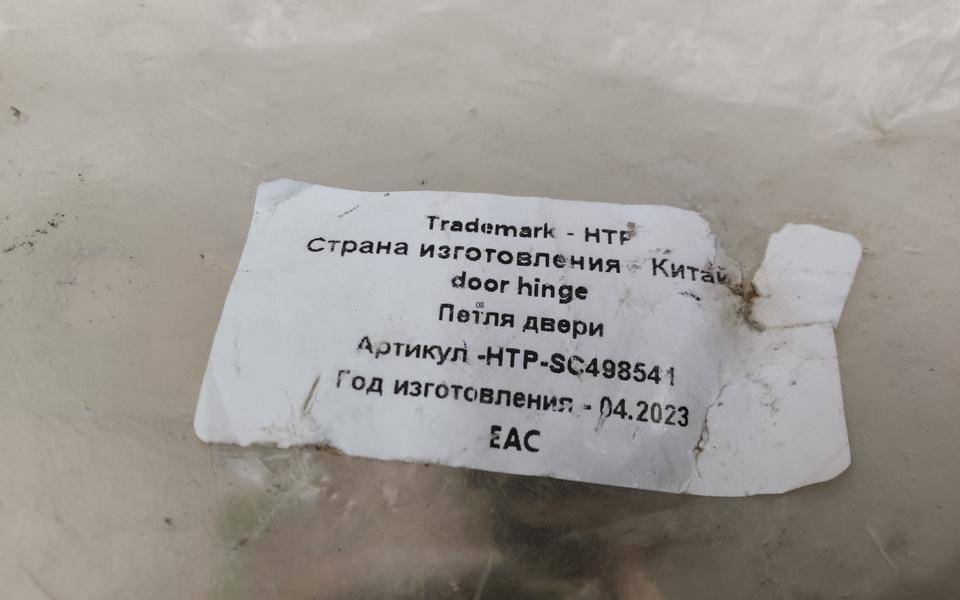 Trademark - HTP
Страна изготовления - Китай
door hinge
Петля двери
Артикул -HTP-SC498541
Год изготовления - 04.2023
EAC